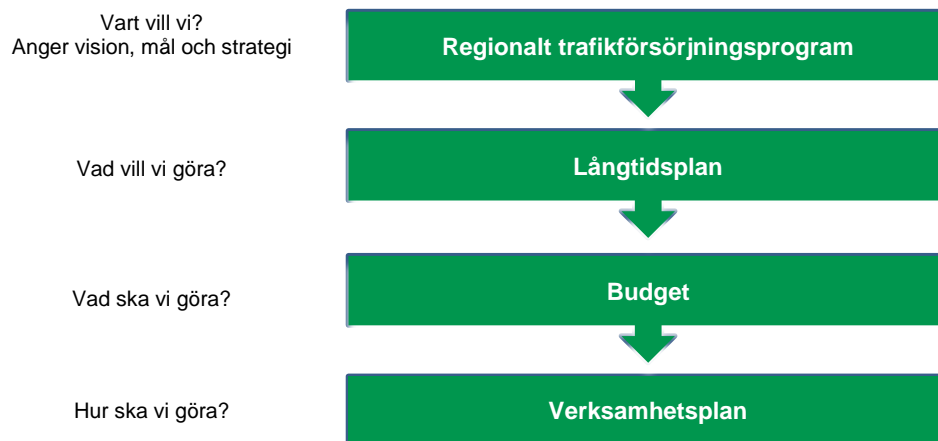 Vart vill vi?
Anger vision, mål och strategi
Regionalt trafikförsörjningsprogram
Vad vill vi göra?
Långtidsplan
Vad ska vi göra?
Budget
Hur ska vi göra?
Verksamhetsplan